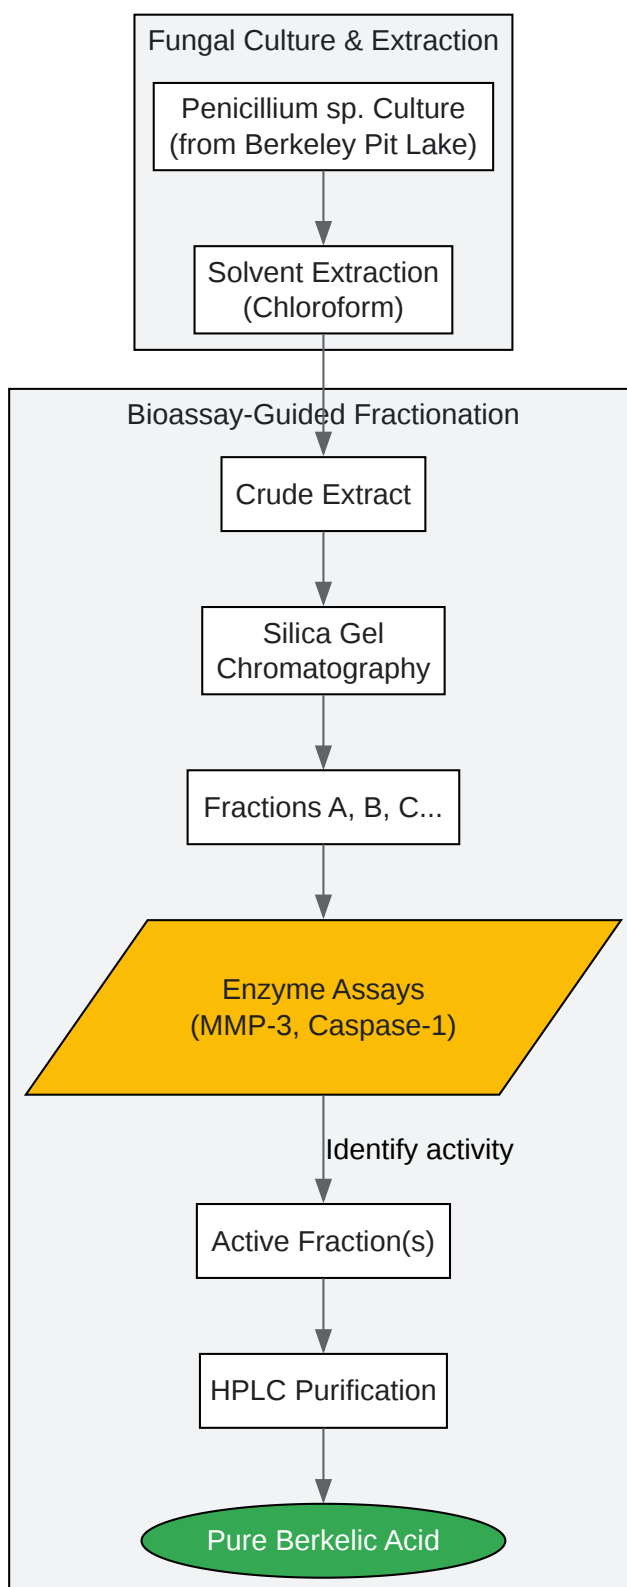 Fungal Culture & Extraction
Penicillium sp. Culture
(from Berkeley Pit Lake)
Solvent Extraction
(Chloroform)
Bioassay-Guided Fractionation
Crude Extract
Silica Gel
Chromatography
Fractions A, B, C...
Enzyme Assays
(MMP-3, Caspase-1)
Identify activity
Active Fraction(s)
HPLC Purification
Pure Berkelic Acid